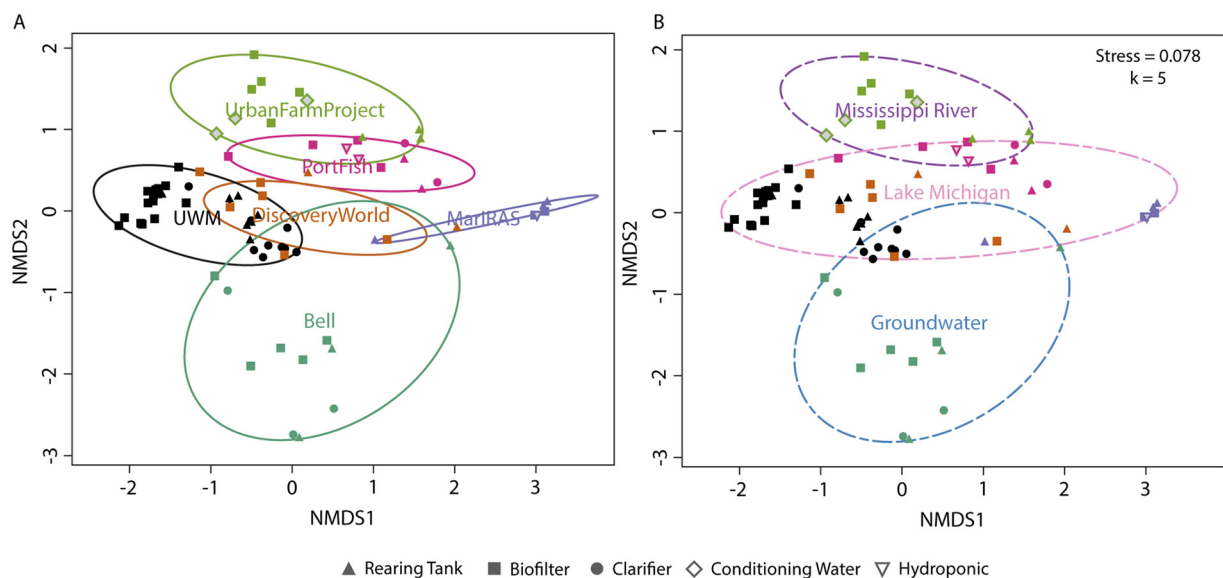 A
B
2
1
0
-1
-2
-3
NMDS2
-2
-1
0
1
2
3
NMDS1
UrbanFarmProject
PortFish
UWM
DiscoveryWorld
MarIRAS
Bell
2
1
0
-1
-2
-3
NMDS2
-2
-1
0
1
2
3
NMDS1
Stress = 0.078
k = 5
Mississippi River
Lake Michigan
Groundwater
Rearing Tank Biofilter Clarifier Conditioning Water Hydroponic